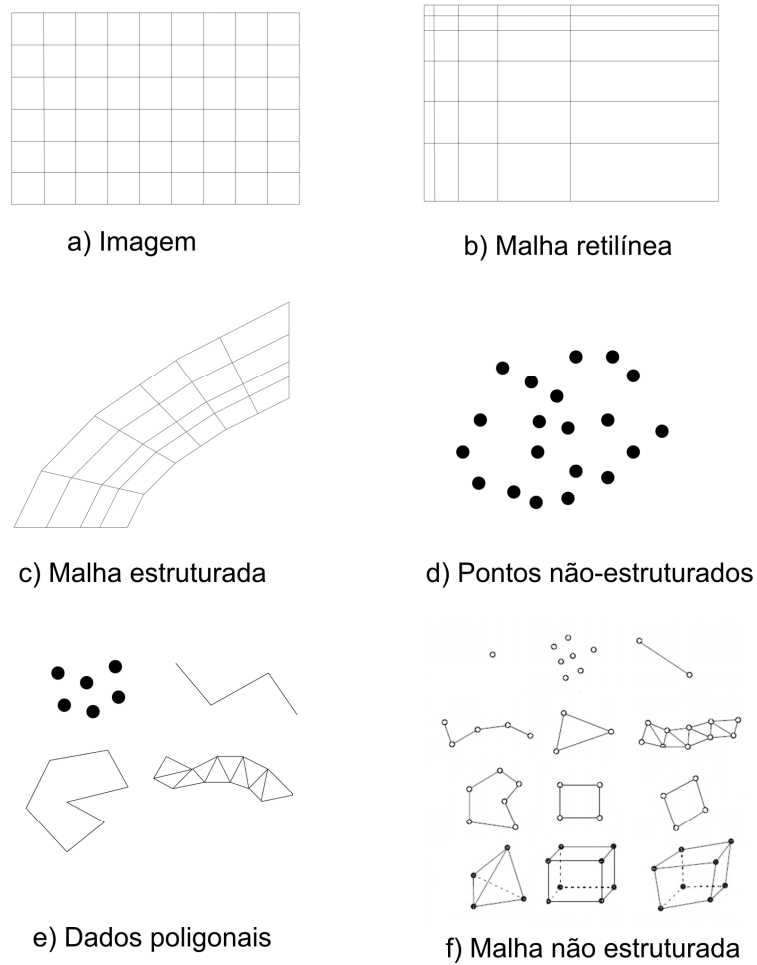 a) Imagem
b) Malha retilínea
c) Malha estruturada
d) Pontos não-estruturados
e) Dados poligonais
f) Malha não estruturada